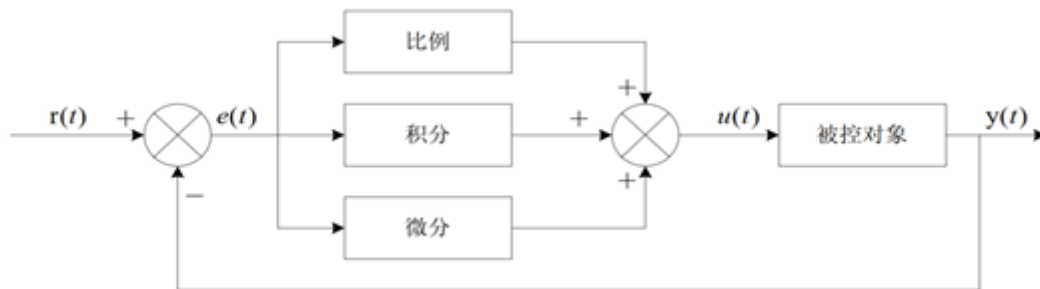 比例
r(t) + e(t) 积分 + + u(t) 被控对象 y(t)
− 微分 +